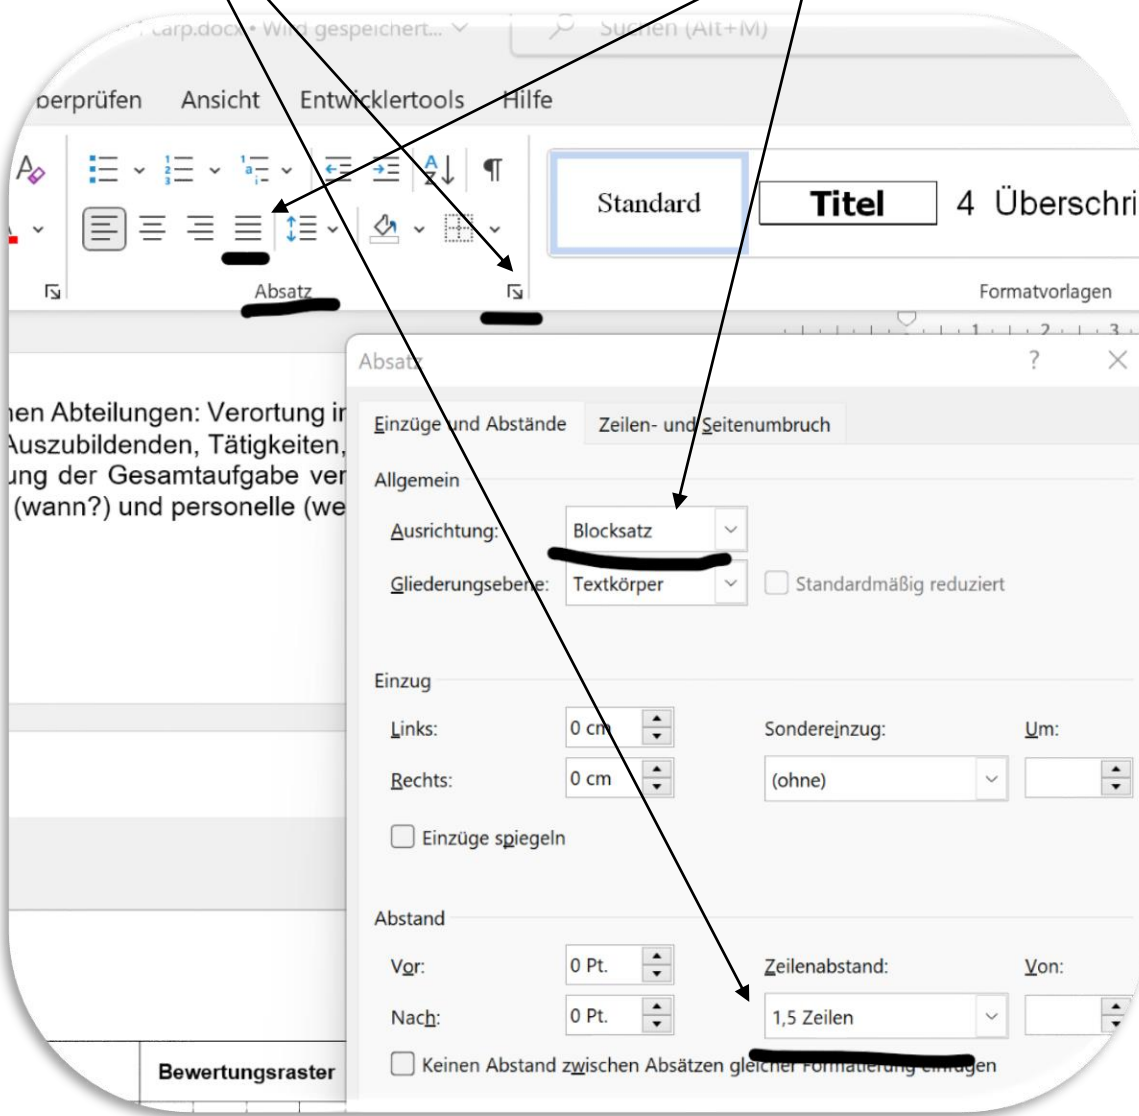 carp.docx • Wird gespeichert...
Suchen (Alt+M)
berprüfen Ansicht Entwicklertools Hilfe
Standard Titel 4 Überschri
Absatz
Formatvorlagen
1 2 3
Absatz ? ×
Einzüge und Abstände Zeilen- und Seitenumbruch
nen Abteilungen: Verortung in
Auszubildenden, Tätigkeiten,
ung der Gesamtaufgabe ver
(wann?) und personelle (we
Allgemein
Ausrichtung: Blocksatz
Gliederungsebene: Textkörper Standardmäßig reduziert
Einzug
Links: 0 cm Sondereinzug: Um:
Rechts: 0 cm (ohne)
Einzüge spiegeln
Abstand
Vor: 0 Pt. Zeilenabstand: Von:
Nach: 0 Pt. 1,5 Zeilen
Keinen Abstand zwischen Absätzen gleicher Formatierung einfügen
Bewertungsraster